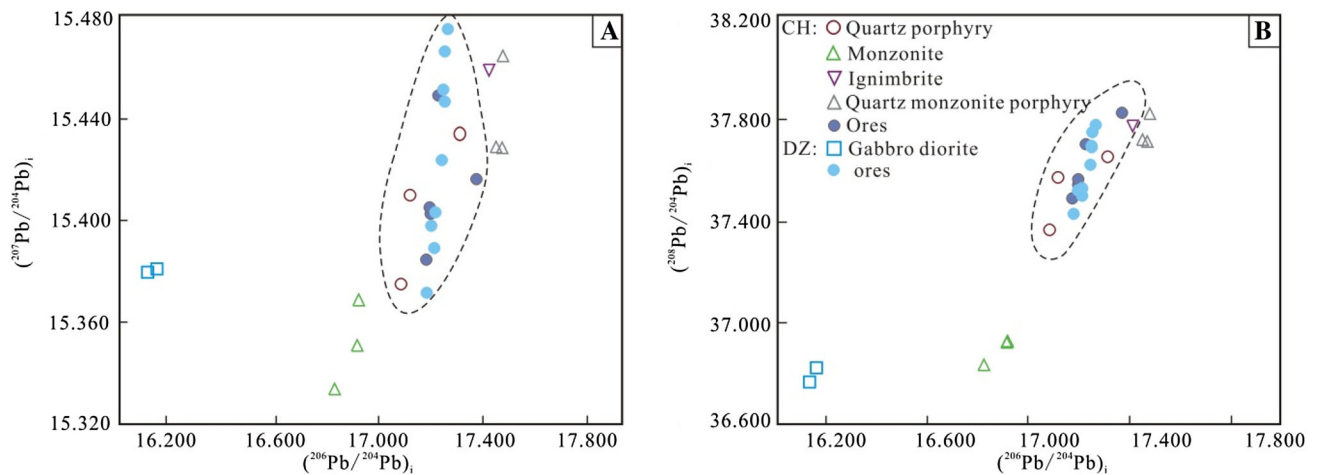 15.480
15.440
15.400
15.360
15.320
(²⁰⁷Pb/²⁰⁴Pb)ᵢ
A
16.200 16.600 17.000 17.400 17.800
(²⁰⁶Pb/²⁰⁴Pb)ᵢ
38.200
37.800
37.400
37.000
36.600
(²⁰⁸Pb/²⁰⁴Pb)ᵢ
B
CH: Quartz porphyry
Monzonite
Ignimbrite
Quartz monzonite porphyry
Ores
DZ: Gabbro diorite
ores
16.200 16.600 17.000 17.400 17.800
(²⁰⁶Pb/²⁰⁴Pb)ᵢ